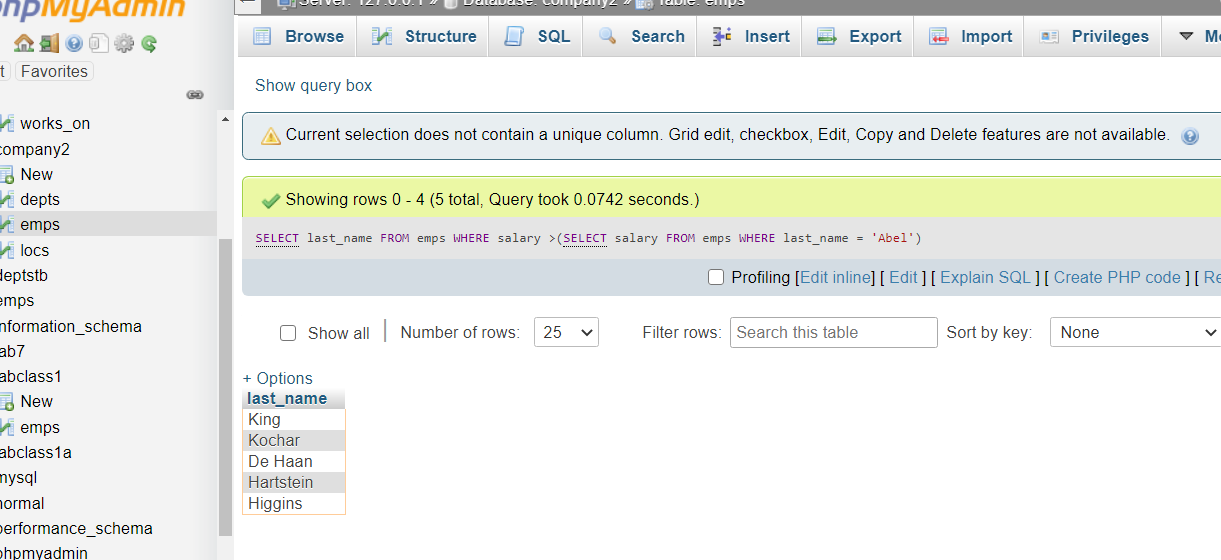 phpMyAdmin
Server: 127.0.0.1 » Database: company2 » Table: emps
Browse Structure SQL Search Insert Export Import Privileges
Favorites
Show query box
works_on
company2
New
depts
emps
locs
deptstb
emps
information_schema
lab7
labclass1
New
emps
labclass1a
mysql
normal
performance_schema
phpmyadmin
Current selection does not contain a unique column. Grid edit, checkbox, Edit, Copy and Delete features are not available.
Showing rows 0 - 4 (5 total, Query took 0.0742 seconds.)
SELECT last_name FROM emps WHERE salary >(SELECT salary FROM emps WHERE last_name = 'Abel')
Profiling [Edit inline] [ Edit ] [ Explain SQL ] [ Create PHP code ] [ Re
Show all | Number of rows: 25 Filter rows: Search this table Sort by key: None
+ Options
last_name
King
Kochar
De Haan
Hartstein
Higgins